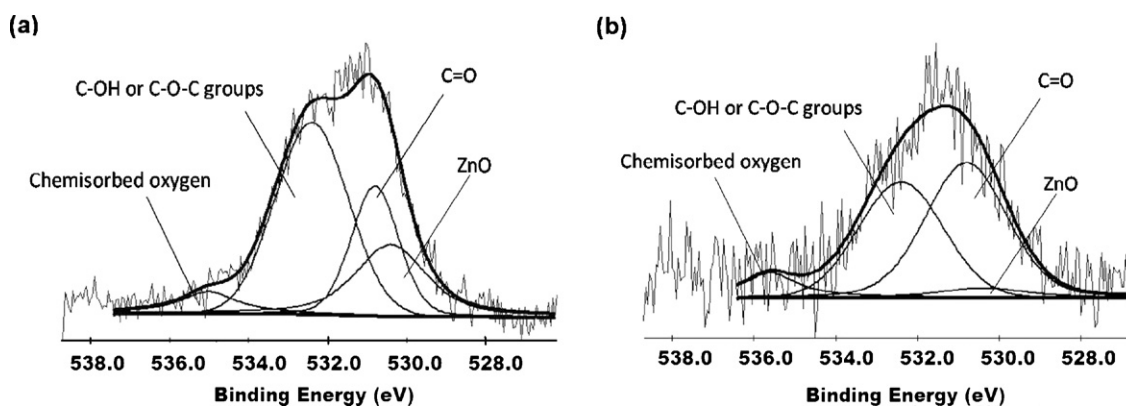 (a)
C-OH or C-O-C groups
C=O
Chemisorbed oxygen
ZnO
538.0 536.0 534.0 532.0 530.0 528.0
Binding Energy (eV)
(b)
C-OH or C-O-C groups
C=O
Chemisorbed oxygen
ZnO
538.0 536.0 534.0 532.0 530.0 528.0
Binding Energy (eV)